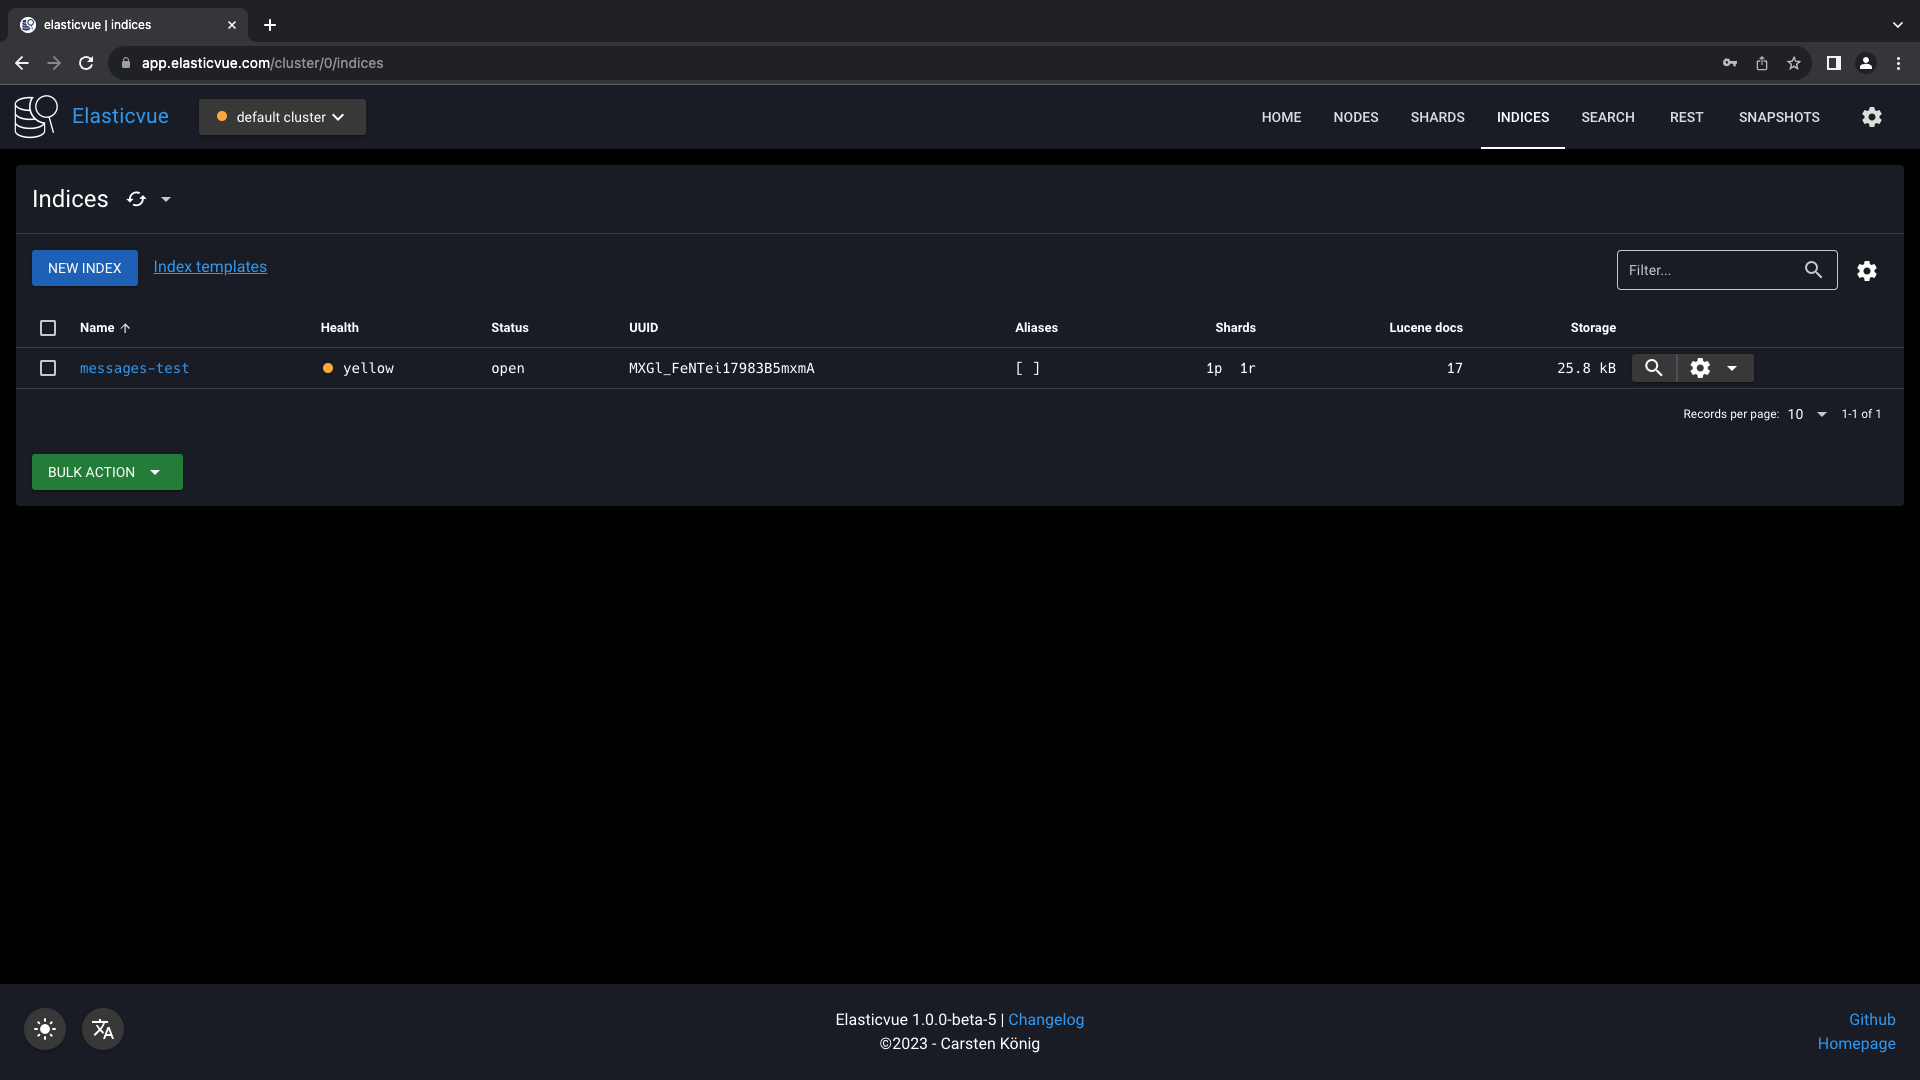 elasticvue | indices
app.elasticvue.com/cluster/0/indices
Elasticvue default cluster HOME NODES SHARDS INDICES SEARCH REST SNAPSHOTS
Indices
NEW INDEX Index templates Filter...
Name Health Status UUID Aliases Shards Lucene docs Storage
messages-test yellow open MXGl_FeNTei17983B5mxmA [ ] 1p 1r 17 25.8 kB
Records per page: 10 1-1 of 1
BULK ACTION
Elasticvue 1.0.0-beta-5 | Changelog Github
©2023 - Carsten König Homepage